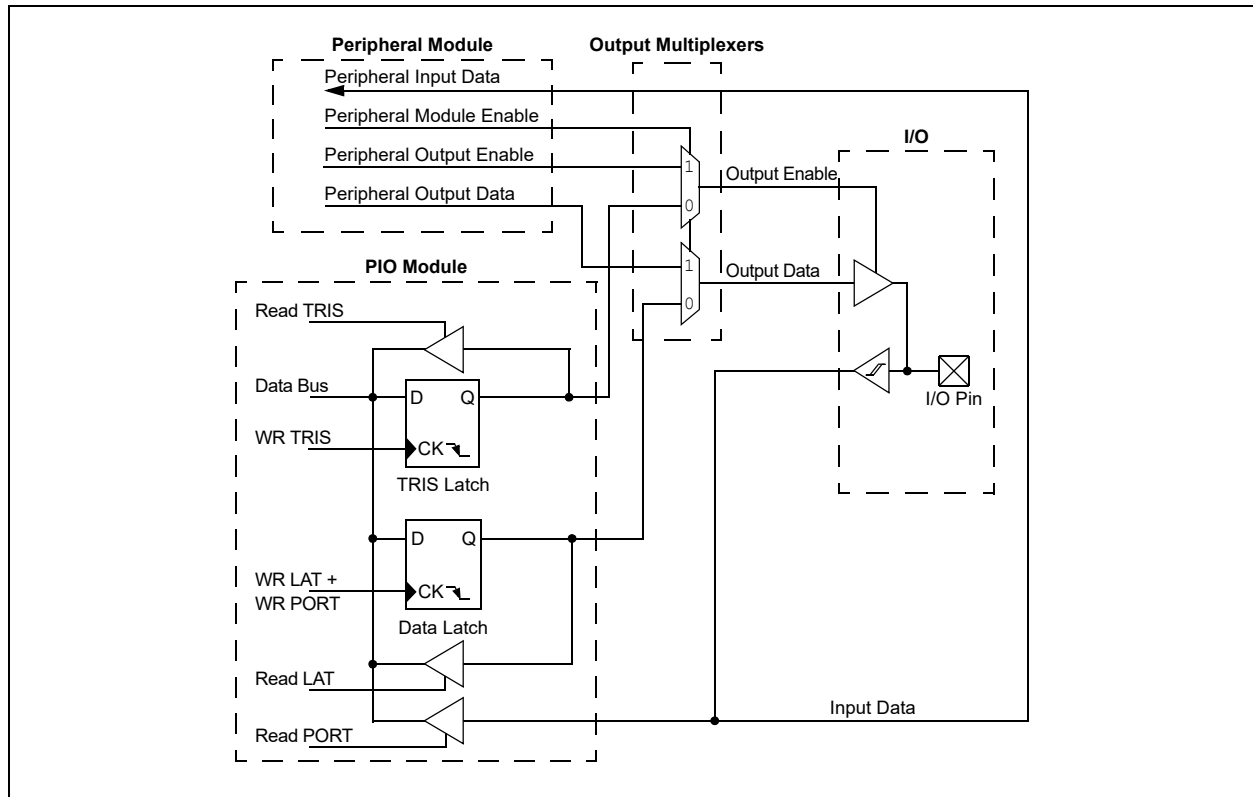 Peripheral Module
Output Multiplexers
Peripheral Input Data
Peripheral Module Enable
I/O
Peripheral Output Enable
1
Output Enable
Peripheral Output Data
0
PIO Module
1
Output Data
0
Read TRIS
Data Bus
D
Q
I/O Pin
WR TRIS
CK
TRIS Latch
D
Q
WR LAT +
WR PORT
CK
Data Latch
Read LAT
Input Data
Read PORT